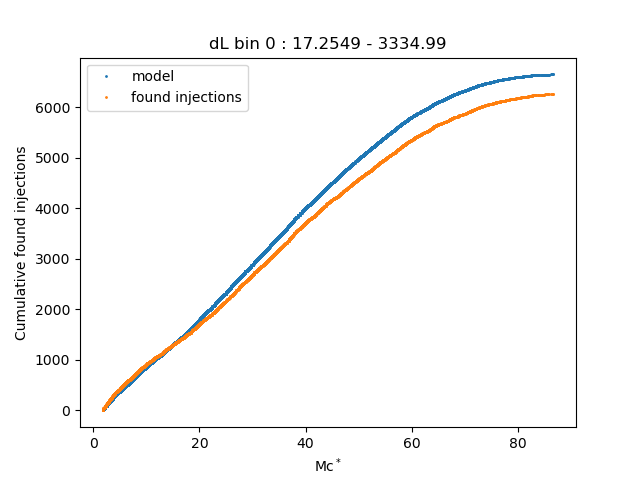 dL bin 0 : 17.2549 - 3334.99
model
found injections
Cumulative found injections
6000
5000
4000
3000
2000
1000
0
0 20 40 60 80
Mc*